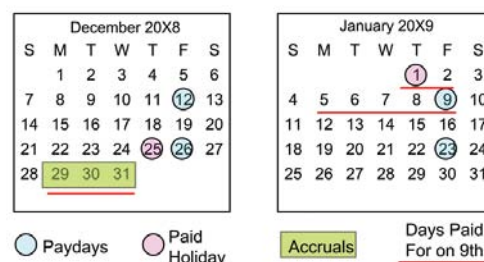 December 20X8
S M T W T F S
1 2 3 4 5 6
7 8 9 10 11 12 13
14 15 16 17 18 19 20
21 22 23 24 25 26 27
28 29 30 31
January 20X9
S M T W T F S
1 2 3
4 5 6 7 8 9 10
11 12 13 14 15 16 17
18 19 20 21 22 23 24
25 26 27 28 29 30 31
Paydays
Paid
Holiday
Accruals
Days Paid
For on 9th